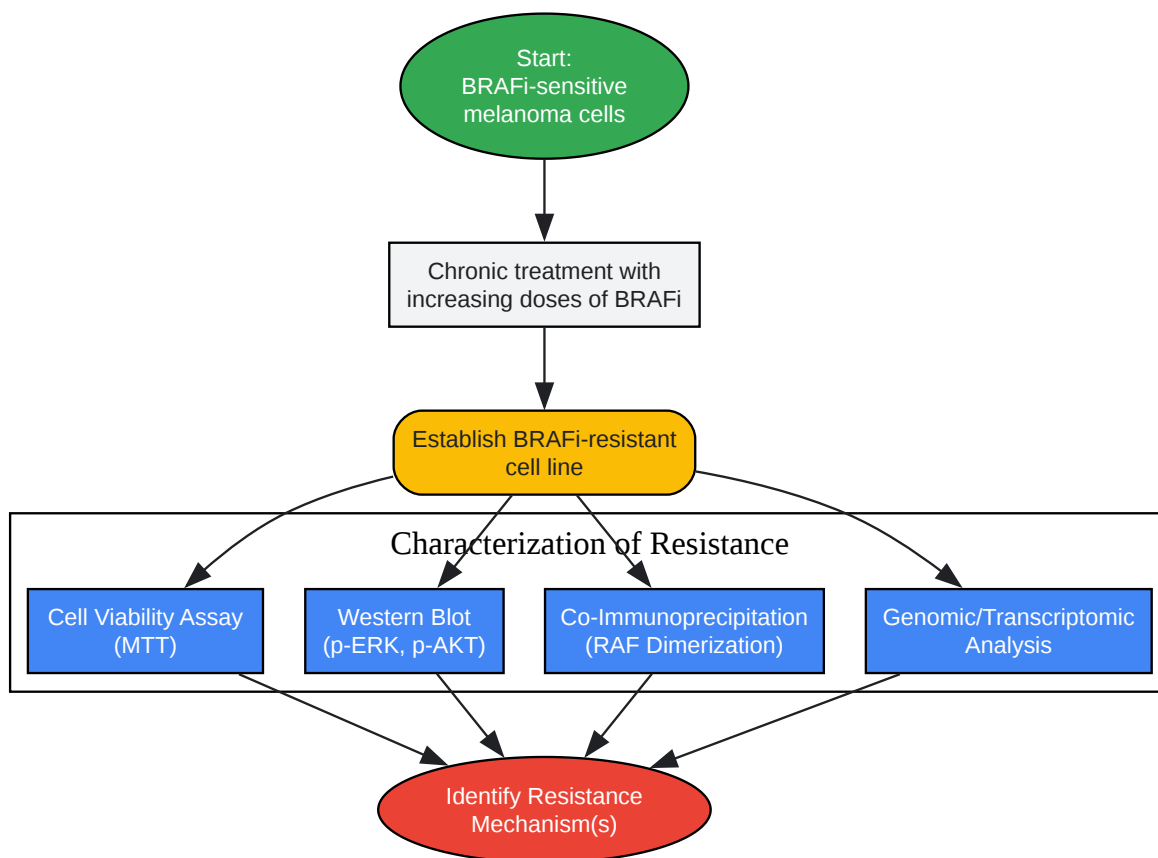 Start:
BRAFi-sensitive
melanoma cells
Chronic treatment with
increasing doses of BRAFi
Establish BRAFi-resistant
cell line
Characterization of Resistance
Cell Viability Assay
(MTT)
Western Blot
(p-ERK, p-AKT)
Co-Immunoprecipitation
(RAF Dimerization)
Genomic/Transcriptomic
Analysis
Identify Resistance
Mechanism(s)